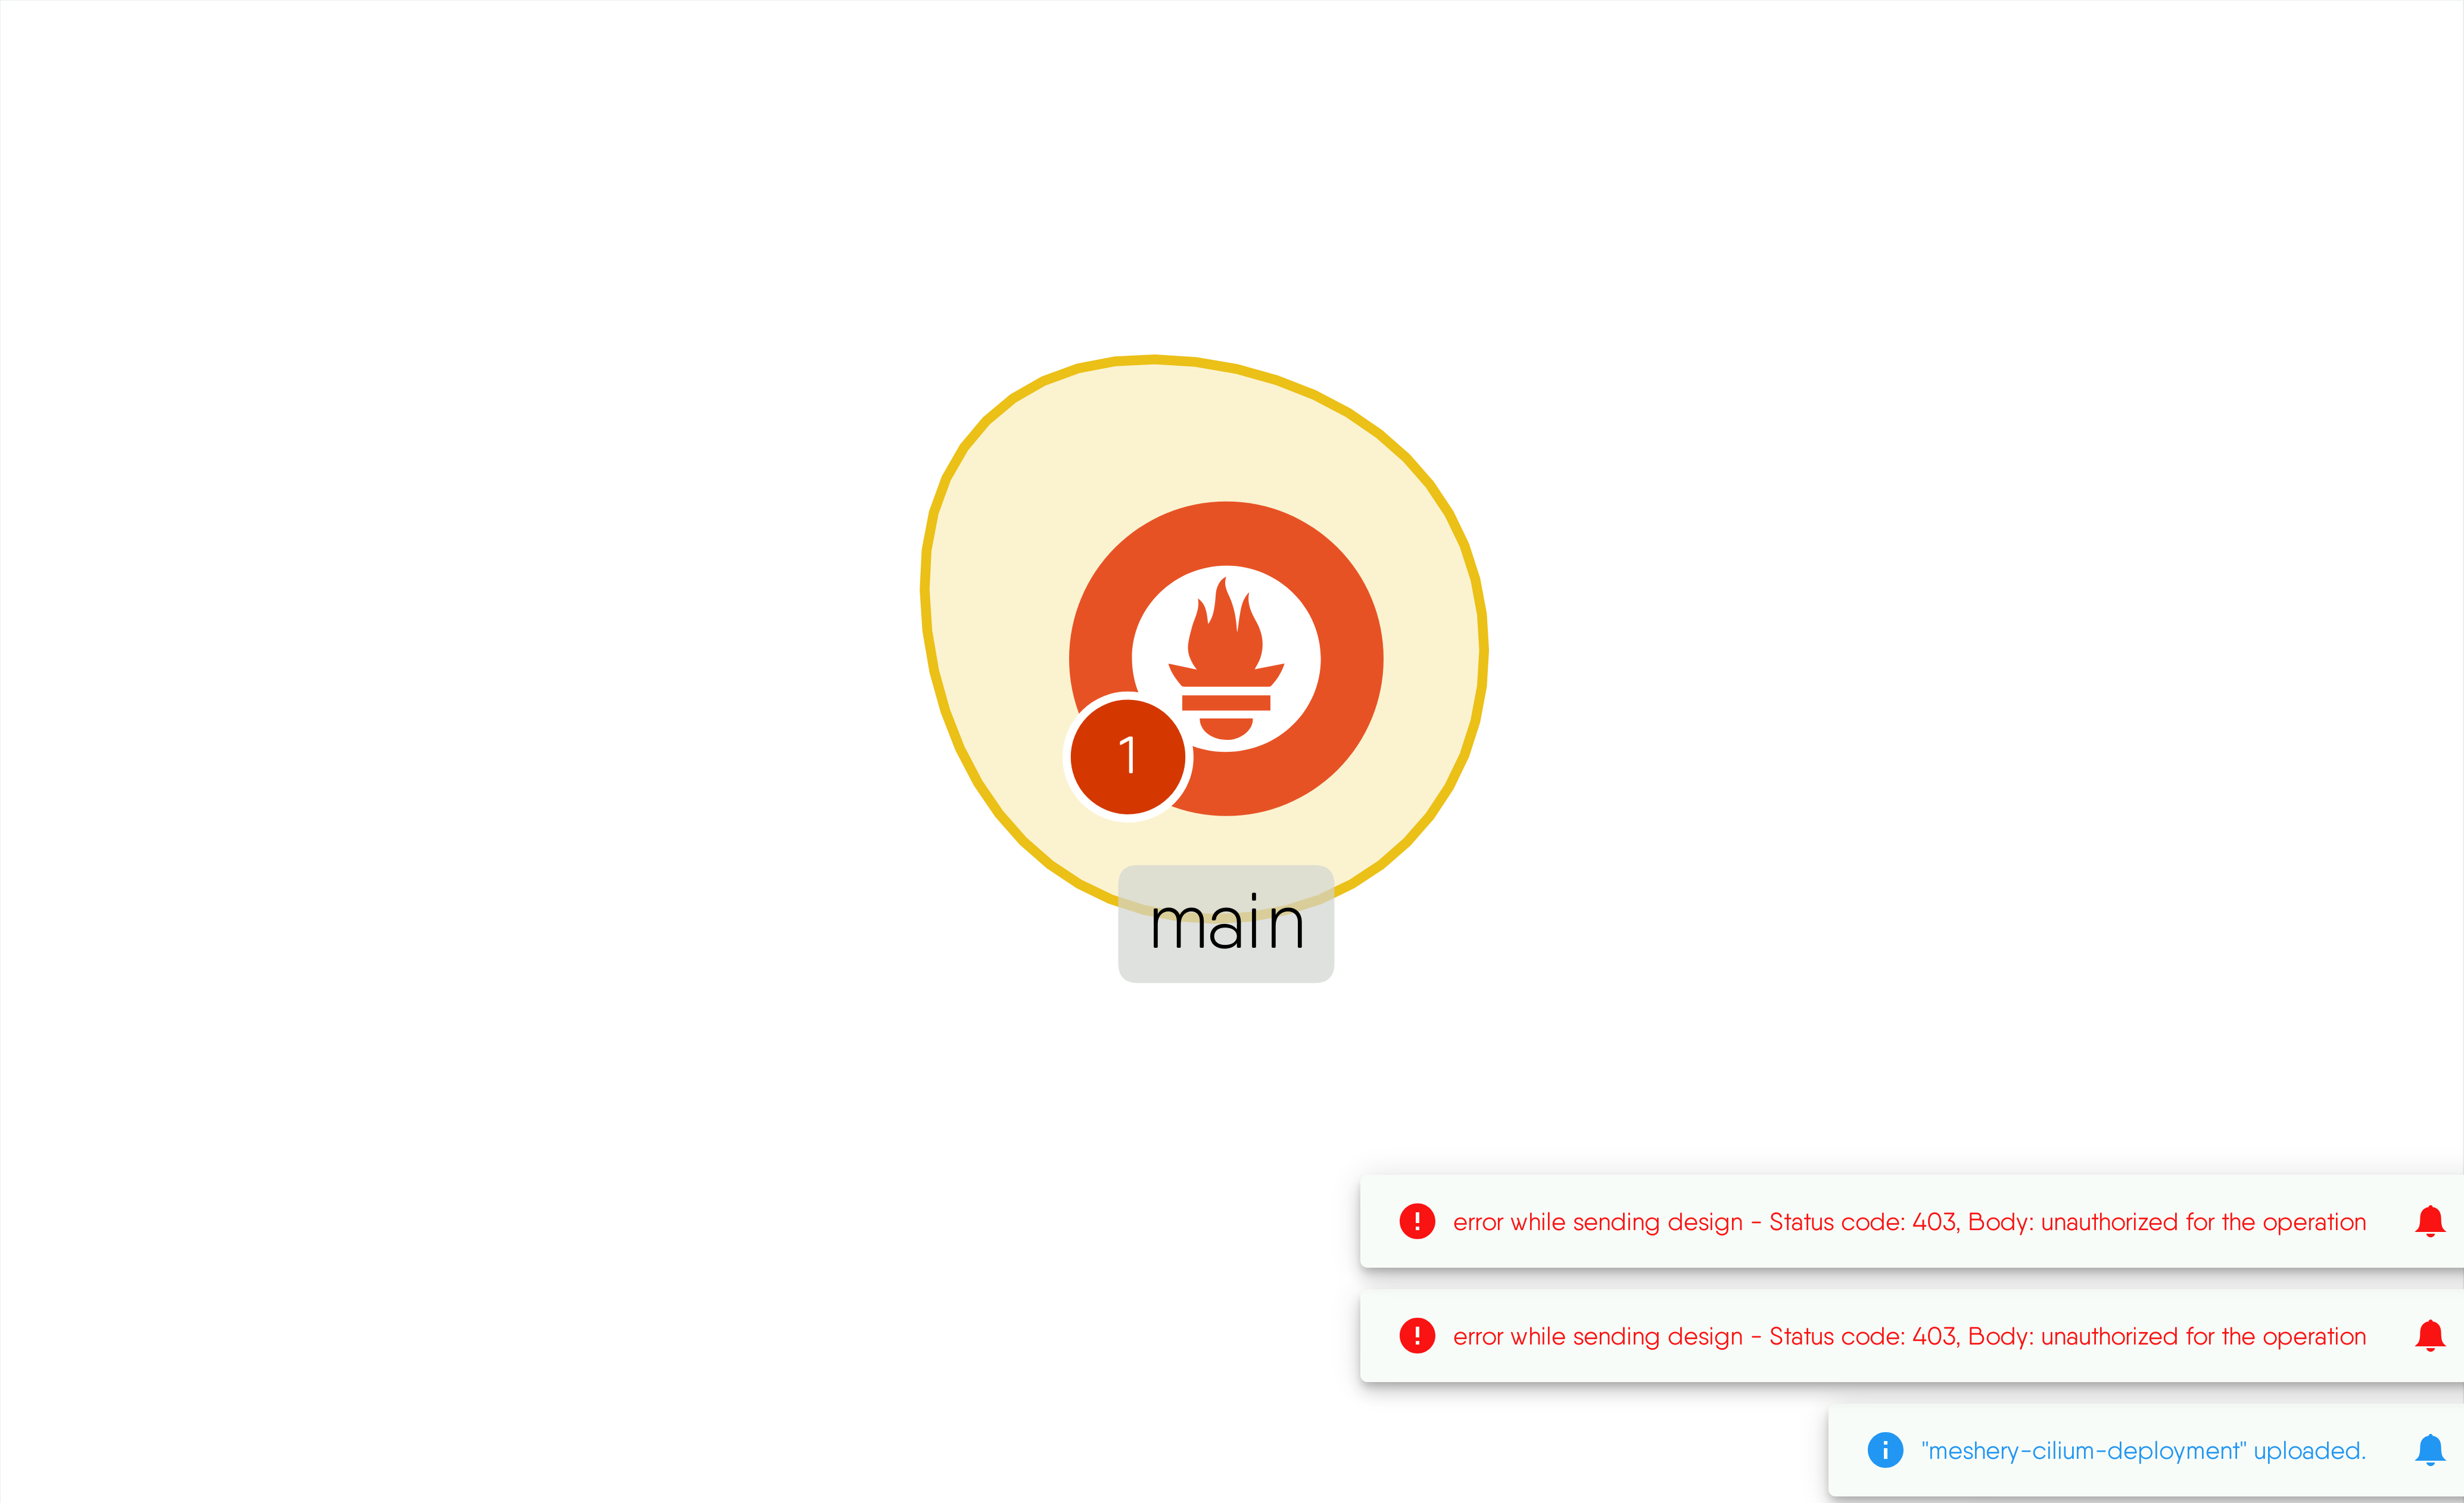 1
main
error while sending design - Status code: 403, Body: unauthorized for the operation
error while sending design - Status code: 403, Body: unauthorized for the operation
"meshery-cilium-deployment" uploaded.